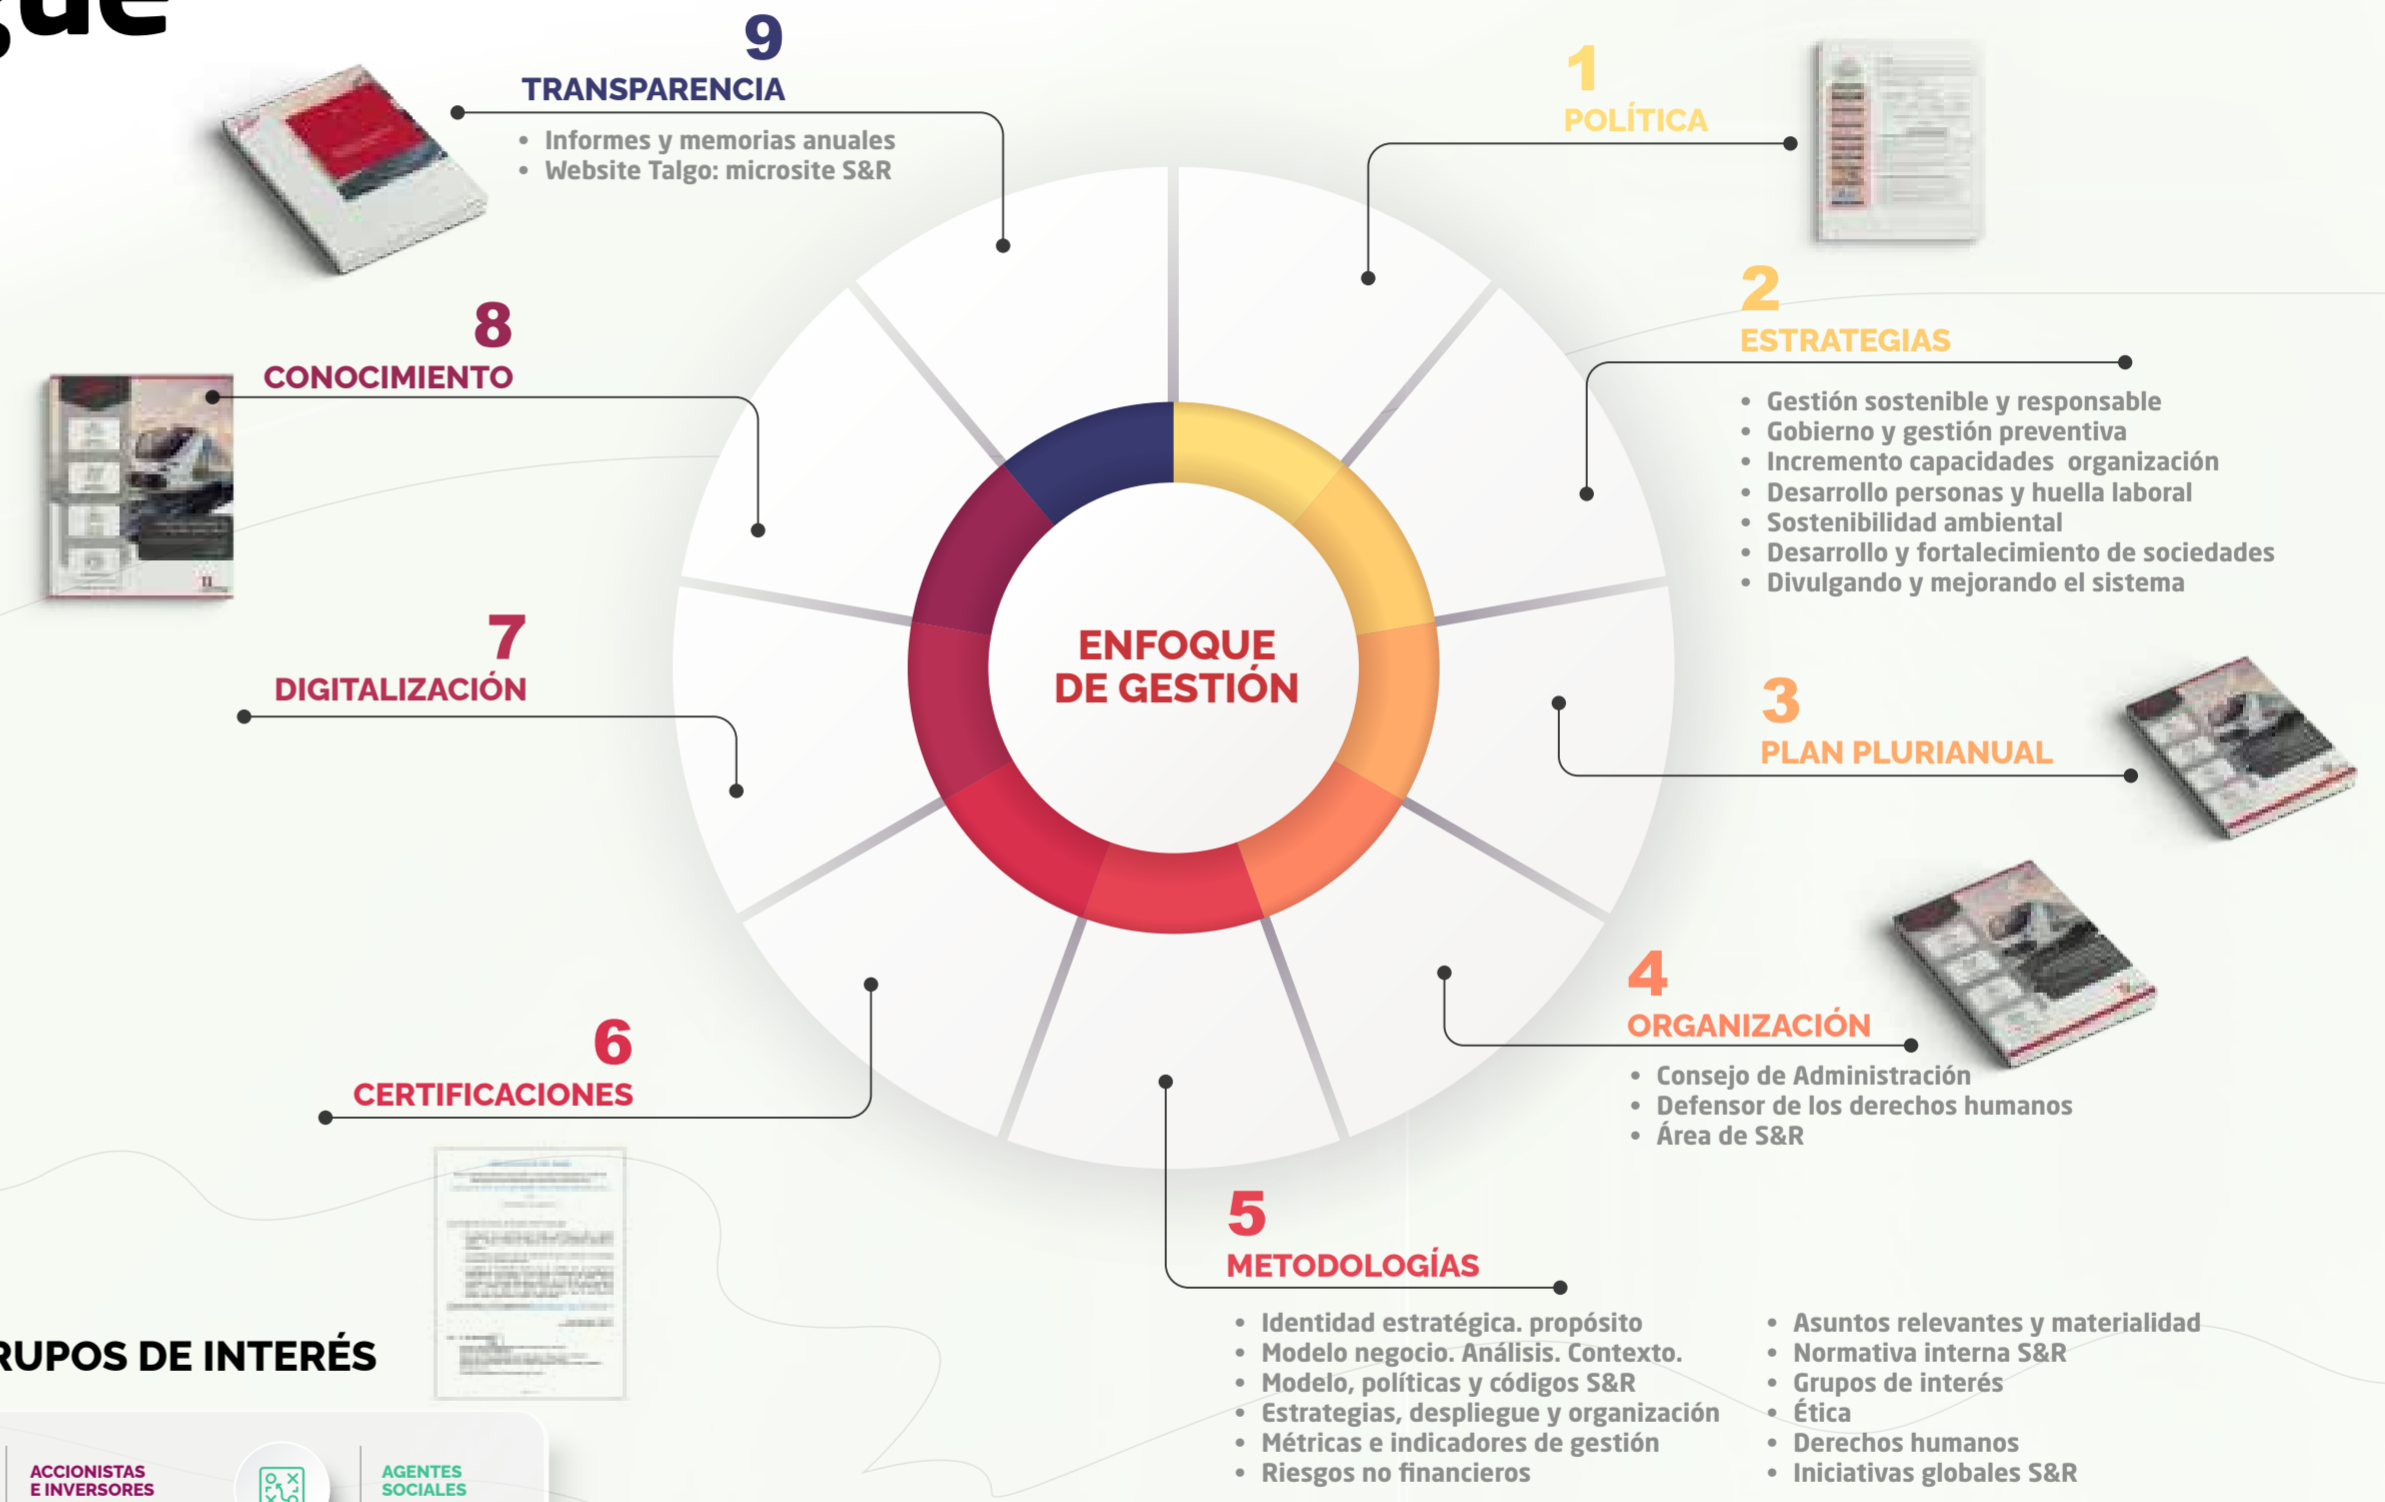 9
TRANSPARENCIA
• Informes y memorias anuales
• Website Talgo: microsite S&R
1
POLÍTICA
2
ESTRATEGIAS
• Gestión sostenible y responsable
• Gobierno y gestión preventiva
• Incremento capacidades organización
• Desarrollo personas y huella laboral
• Sostenibilidad ambiental
• Desarrollo y fortalecimiento de sociedades
• Divulgando y mejorando el sistema
8
CONOCIMIENTO
7
DIGITALIZACIÓN
ENFOQUE
DE GESTIÓN
3
PLAN PLURIANUAL
4
ORGANIZACIÓN
• Consejo de Administración
• Defensor de los derechos humanos
• Área de S&R
6
CERTIFICACIONES
5
METODOLOGÍAS
• Identidad estratégica. propósito
• Modelo negocio. Análisis. Contexto.
• Modelo, políticas y códigos S&R
• Estrategias, despliegue y organización
• Métricas e indicadores de gestión
• Riesgos no financieros
• Asuntos relevantes y materialidad
• Normativa interna S&R
• Grupos de interés
• Ética
• Derechos humanos
• Iniciativas globales S&R
RUPOS DE INTERÉS
ACCIONISTAS
E INVERSORES
AGENTES
SOCIALES